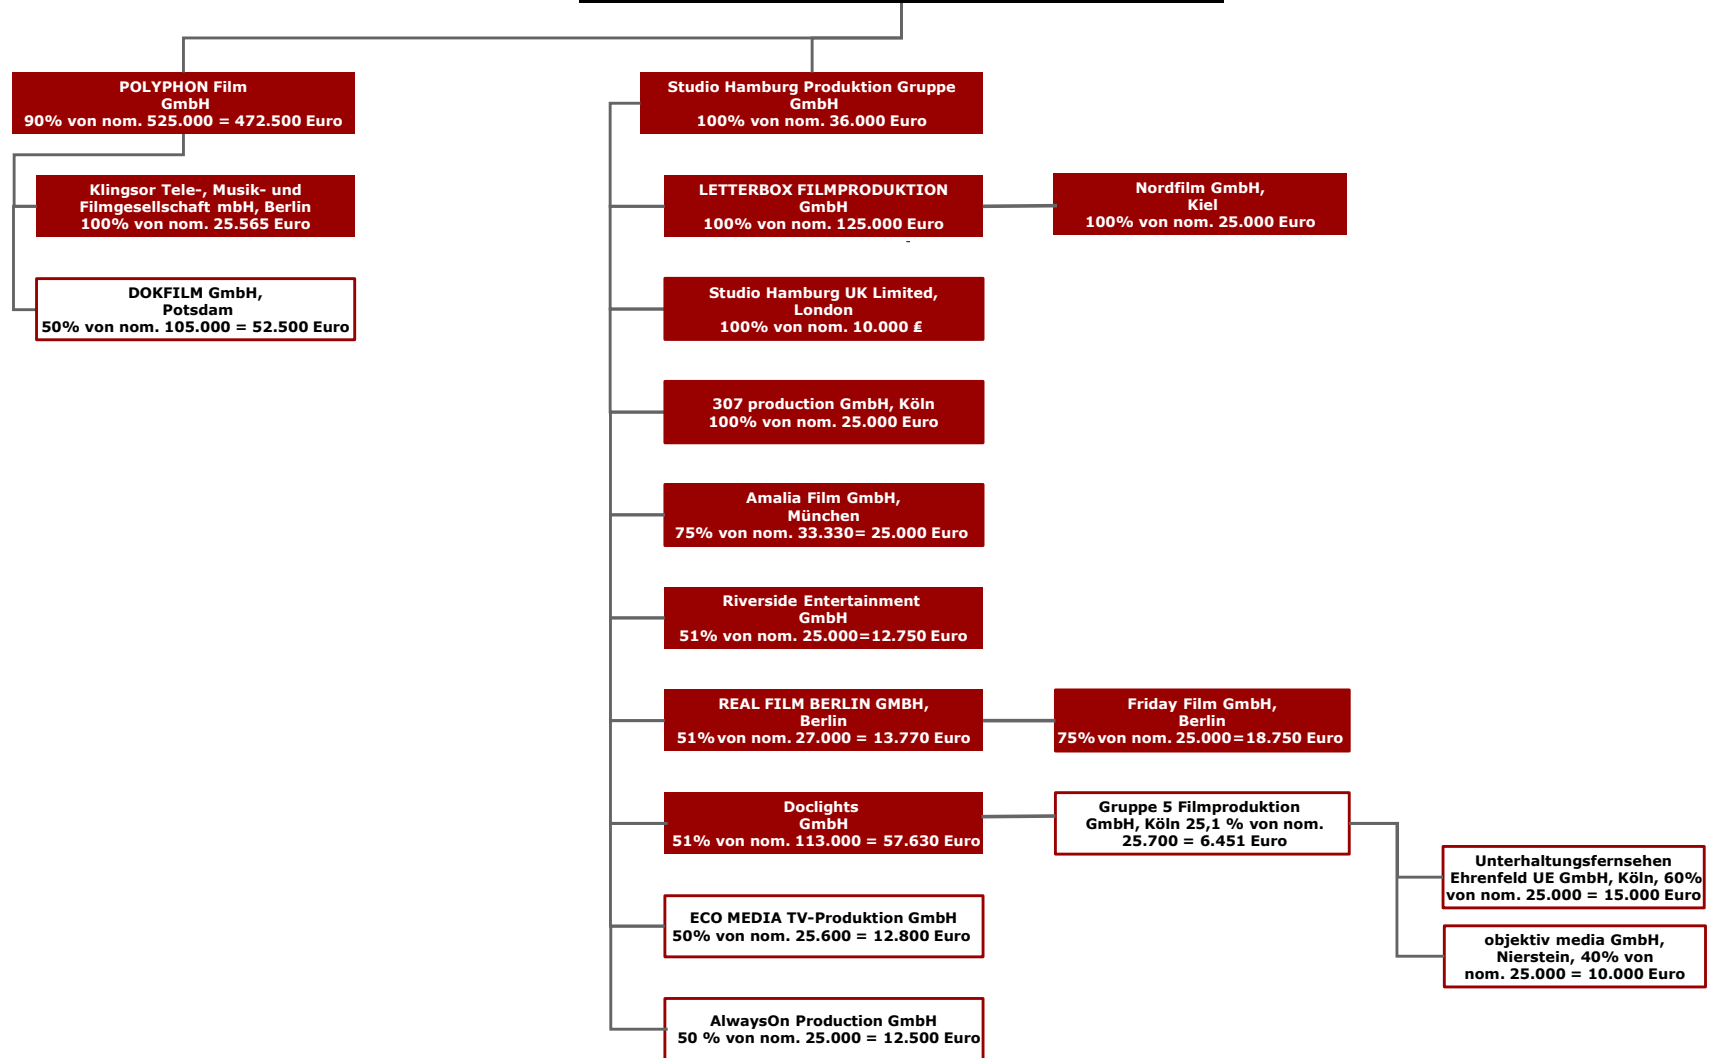 POLYPHON Film
GmbH
90% von nom. 525.000 = 472.500 Euro
Klingsor Tele-, Musik- und
Filmgesellschaft mbH, Berlin
100% von nom. 25.565 Euro
DOKFILM GmbH,
Potsdam
50% von nom. 105.000 = 52.500 Euro
Studio Hamburg Produktion Gruppe
GmbH
100% von nom. 36.000 Euro
LETTERBOX FILMPRODUKTION
GmbH
100% von nom. 125.000 Euro
-
Nordfilm GmbH,
Kiel
100% von nom. 25.000 Euro
Studio Hamburg UK Limited,
London
100% von nom. 10.000 ₤
307 production GmbH, Köln
100% von nom. 25.000 Euro
Amalia Film GmbH,
München
75% von nom. 33.330= 25.000 Euro
Riverside Entertainment
GmbH
51% von nom. 25.000=12.750 Euro
REAL FILM BERLIN GMBH,
Berlin
51% von nom. 27.000 = 13.770 Euro
Friday Film GmbH,
Berlin
75% von nom. 25.000=18.750 Euro
Doclights
GmbH
51% von nom. 113.000 = 57.630 Euro
Gruppe 5 Filmproduktion
GmbH, Köln 25,1 % von nom.
25.700 = 6.451 Euro
Unterhaltungsfernsehen
Ehrenfeld UE GmbH, Köln, 60%
von nom. 25.000 = 15.000 Euro
objektiv media GmbH,
Nierstein, 40% von
nom. 25.000 = 10.000 Euro
ECO MEDIA TV-Produktion GmbH
50% von nom. 25.600 = 12.800 Euro
AlwaysOn Production GmbH
50 % von nom. 25.000 = 12.500 Euro